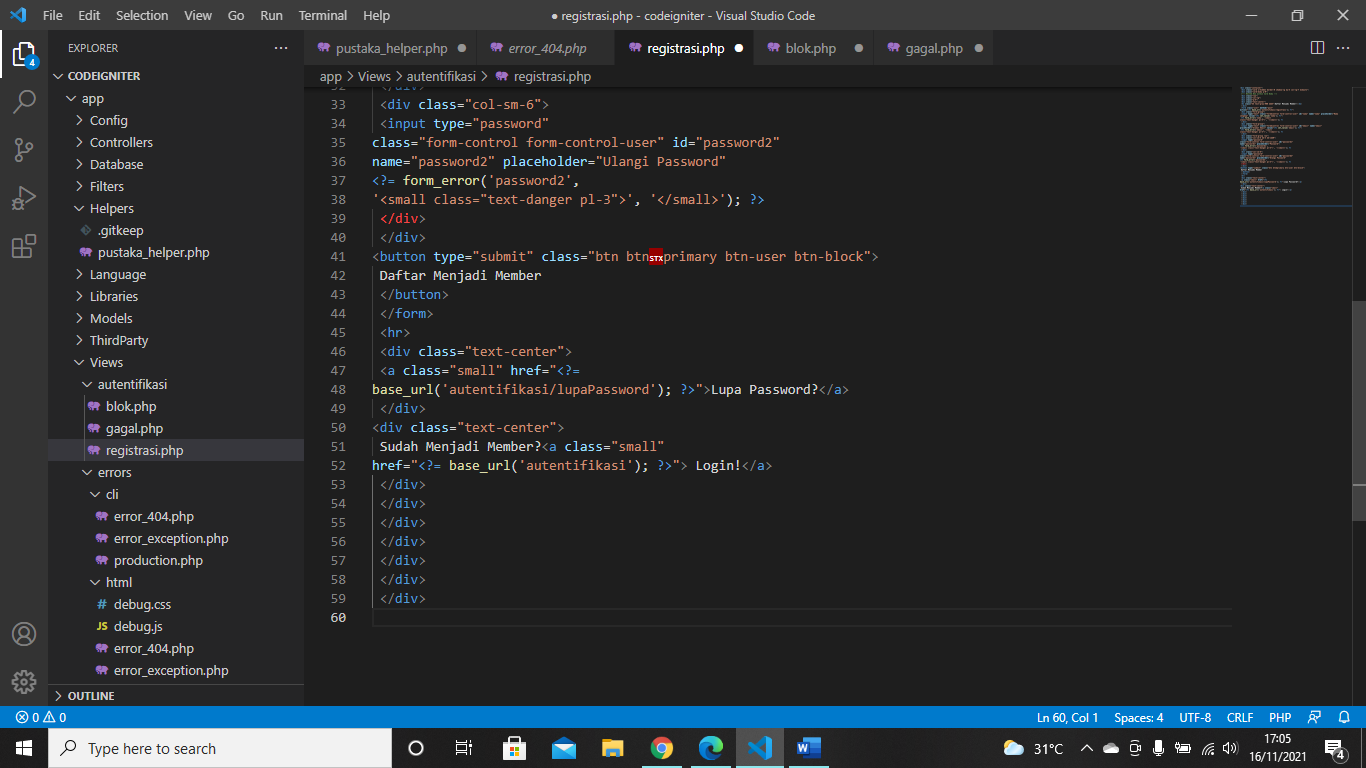 File Edit Selection View Go Run Terminal Help
● registrasi.php - codeigniter - Visual Studio Code
EXPLORER
4
CODEIGNITER
app
Config
Controllers
Database
Filters
Helpers
.gitkeep
pustaka_helper.php
Language
Libraries
Models
ThirdParty
Views
autentifikasi
blok.php
gagal.php
registrasi.php
errors
cli
error_404.php
error_exception.php
production.php
html
# debug.css
JS debug.js
error_404.php
error_exception.php
OUTLINE
pustaka_helper.php error_404.php registrasi.php blok.php gagal.php
app > Views > autentifikasi > registrasi.php
32 </div>
33 <div class="col-sm-6">
34 <input type="password"
35 class="form-control form-control-user" id="password2"
36 name="password2" placeholder="Ulangi Password"
37 <?= form_error('password2',
38 '<small class="text-danger pl-3">', '</small>'); ?>
39 </div>
40 </div>
41 <button type="submit" class="btn btnSTXprimary btn-user btn-block">
42 Daftar Menjadi Member
43 </button>
44 </form>
45 <hr>
46 <div class="text-center">
47 <a class="small" href="<?=
48 base_url('autentifikasi/lupaPassword'); ?>">Lupa Password?</a>
49 </div>
50 <div class="text-center">
51 Sudah Menjadi Member?<a class="small"
52 href="<?= base_url('autentifikasi'); ?>"> Login!</a>
53 </div>
54 </div>
55 </div>
56 </div>
57 </div>
58 </div>
59 </div>
60
0 0
Ln 60, Col 1 Spaces: 4 UTF-8 CRLF PHP
Type here to search
31°C
17:05
16/11/2021
4